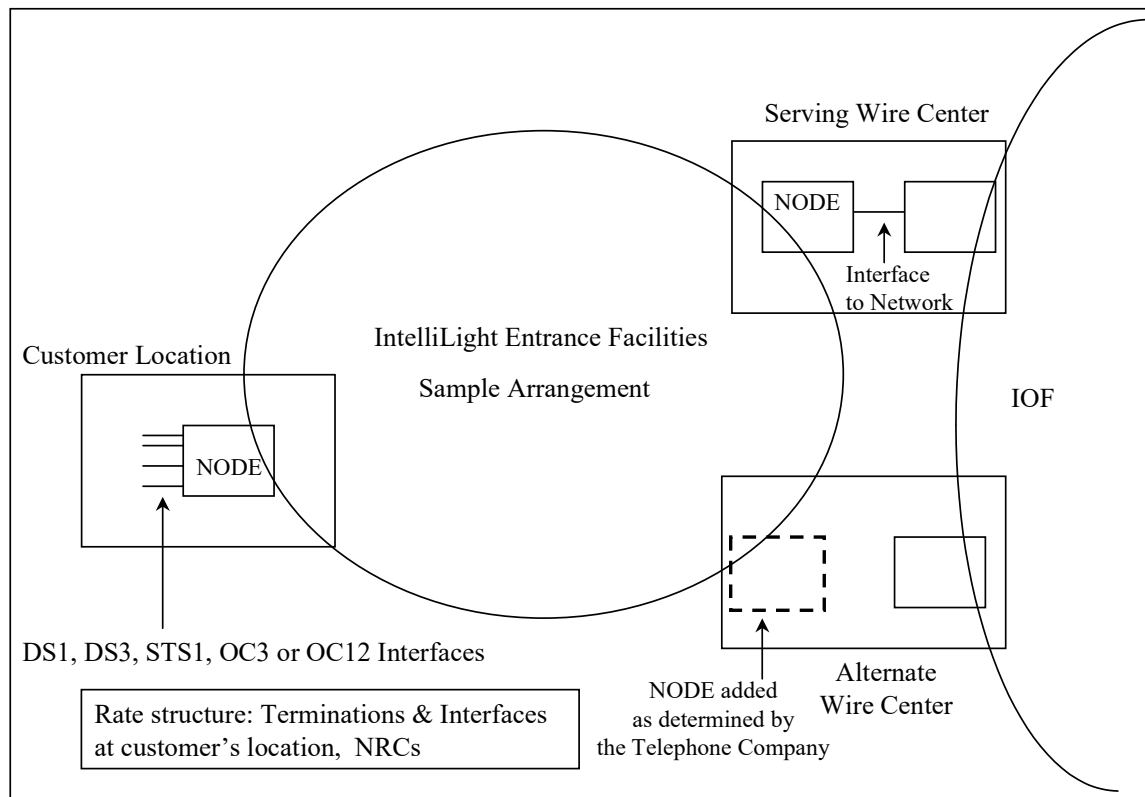 Serving Wire Center
NODE
Interface
to Network
IntelliLight Entrance Facilities
Sample Arrangement
Customer Location
IOF
NODE
DS1, DS3, STS1, OC3 or OC12 Interfaces
Alternate
Wire Center
NODE added
as determined by
the Telephone Company
Rate structure: Terminations & Interfaces
at customer’s location,  NRCs